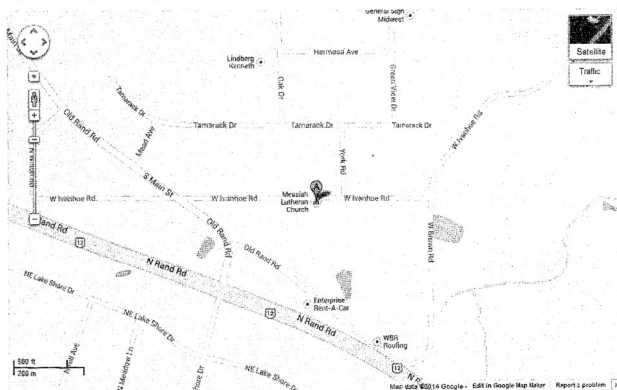 General Sign
Midwest
Main St
Satellite
Traffic
Hermosa Ave
Lindberg
Kenneth
Oak Dr
Green View Dr
Tamarack Dr
Mead Ave
Old Rand Rd
Tamarack Dr
Tamarack Dr
Tamarack Dr
W Ivanhoe Rd
York Rd
S Main St
A
W Ivanhoe Rd
W Ivanhoe Rd
Messiah
Lutheran
Church
W Ivanhoe Rd
W Brown Rd
Old Rand Rd
Old Rand Rd
Rand Rd
12
N Rand Rd
NE Lake Shore Dr
Enterprise
Rent-A-Car
12
N Rand Rd
NE Lake Shore Dr
WBR
Roofing
12
500 ft
200 m
NE Lake Shore Dr
Map data ©2014 Google - Edit in Google Map Maker
Report a problem